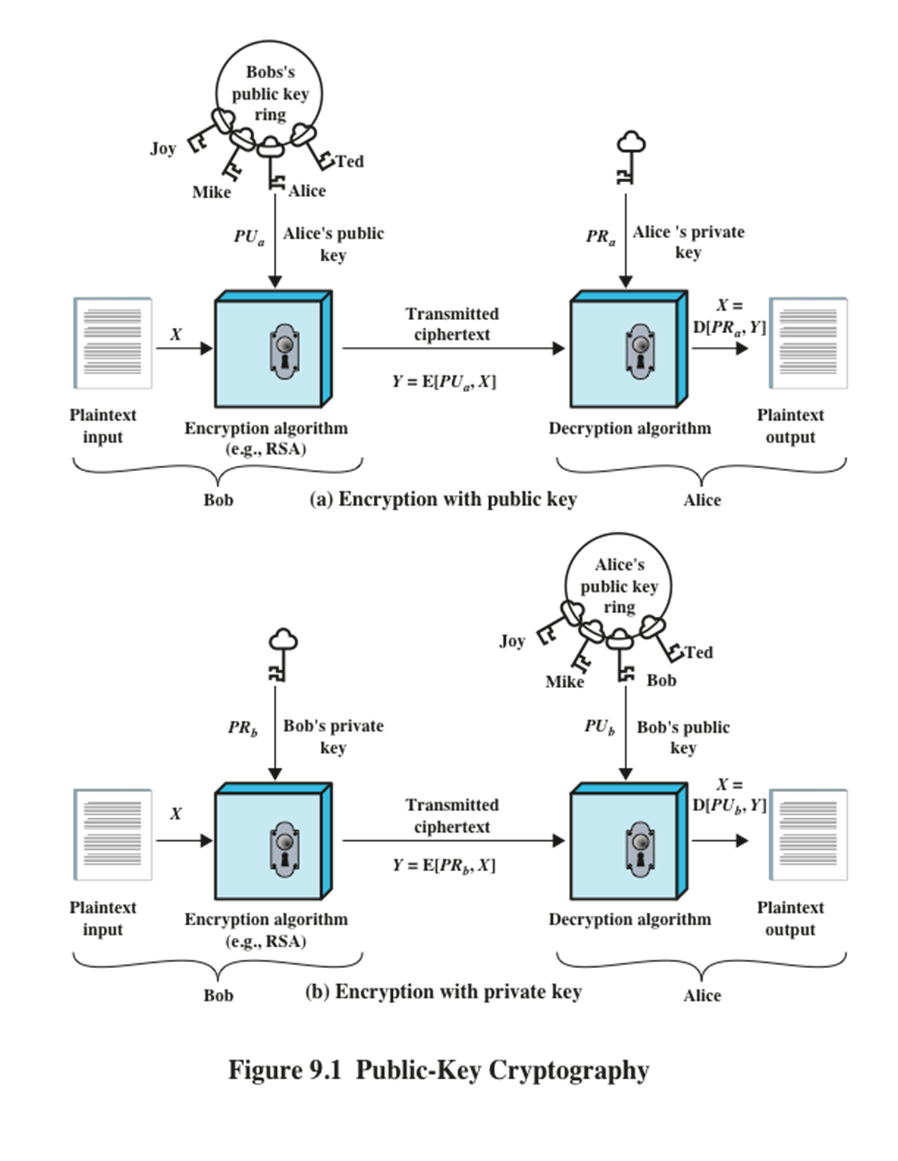 Bobs's
public key
ring
Joy
Ted
Mike
Alice
PUa
Alice's public
key
PRa
Alice 's private
key
X
Transmitted
ciphertext
Y = E[PUa, X]
X =
D[PRa, Y]
Plaintext
input
Encryption algorithm
(e.g., RSA)
Decryption algorithm
Plaintext
output
Bob
(a) Encryption with public key
Alice
Alice's
public key
ring
Joy
Ted
Mike
Bob
PRb
Bob's private
key
PUb
Bob's public
key
X
Transmitted
ciphertext
Y = E[PRb, X]
X =
D[PUb, Y]
Plaintext
input
Encryption algorithm
(e.g., RSA)
Decryption algorithm
Plaintext
output
Bob
(b) Encryption with private key
Alice
Figure 9.1 Public-Key Cryptography